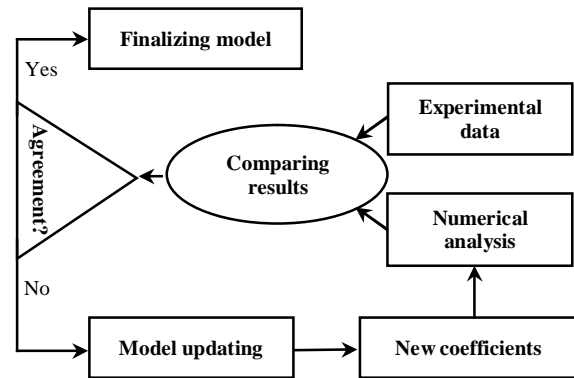 Finalizing model
Yes
Experimental
data
Agreement?
Comparing
results
Numerical
analysis
No
Model updating
New coefficients